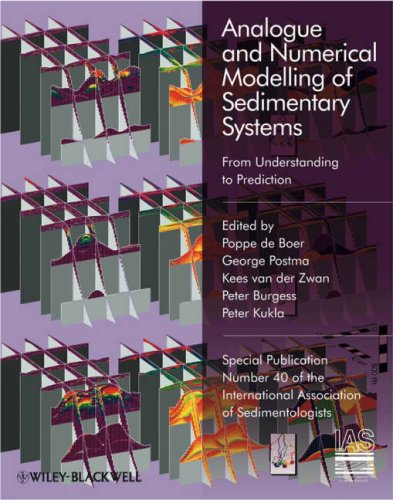 Analogue
and Numerical
Modelling of
Sedimentary
Systems
From Understanding
to Prediction
Edited by
Poppe de Boer
George Postma
Kees van der Zwan
Peter Burgess
Peter Kukla
Special Publication
Number 40 of the
International Association
of Sedimentologists
IAS
WILEY-BLACKWELL